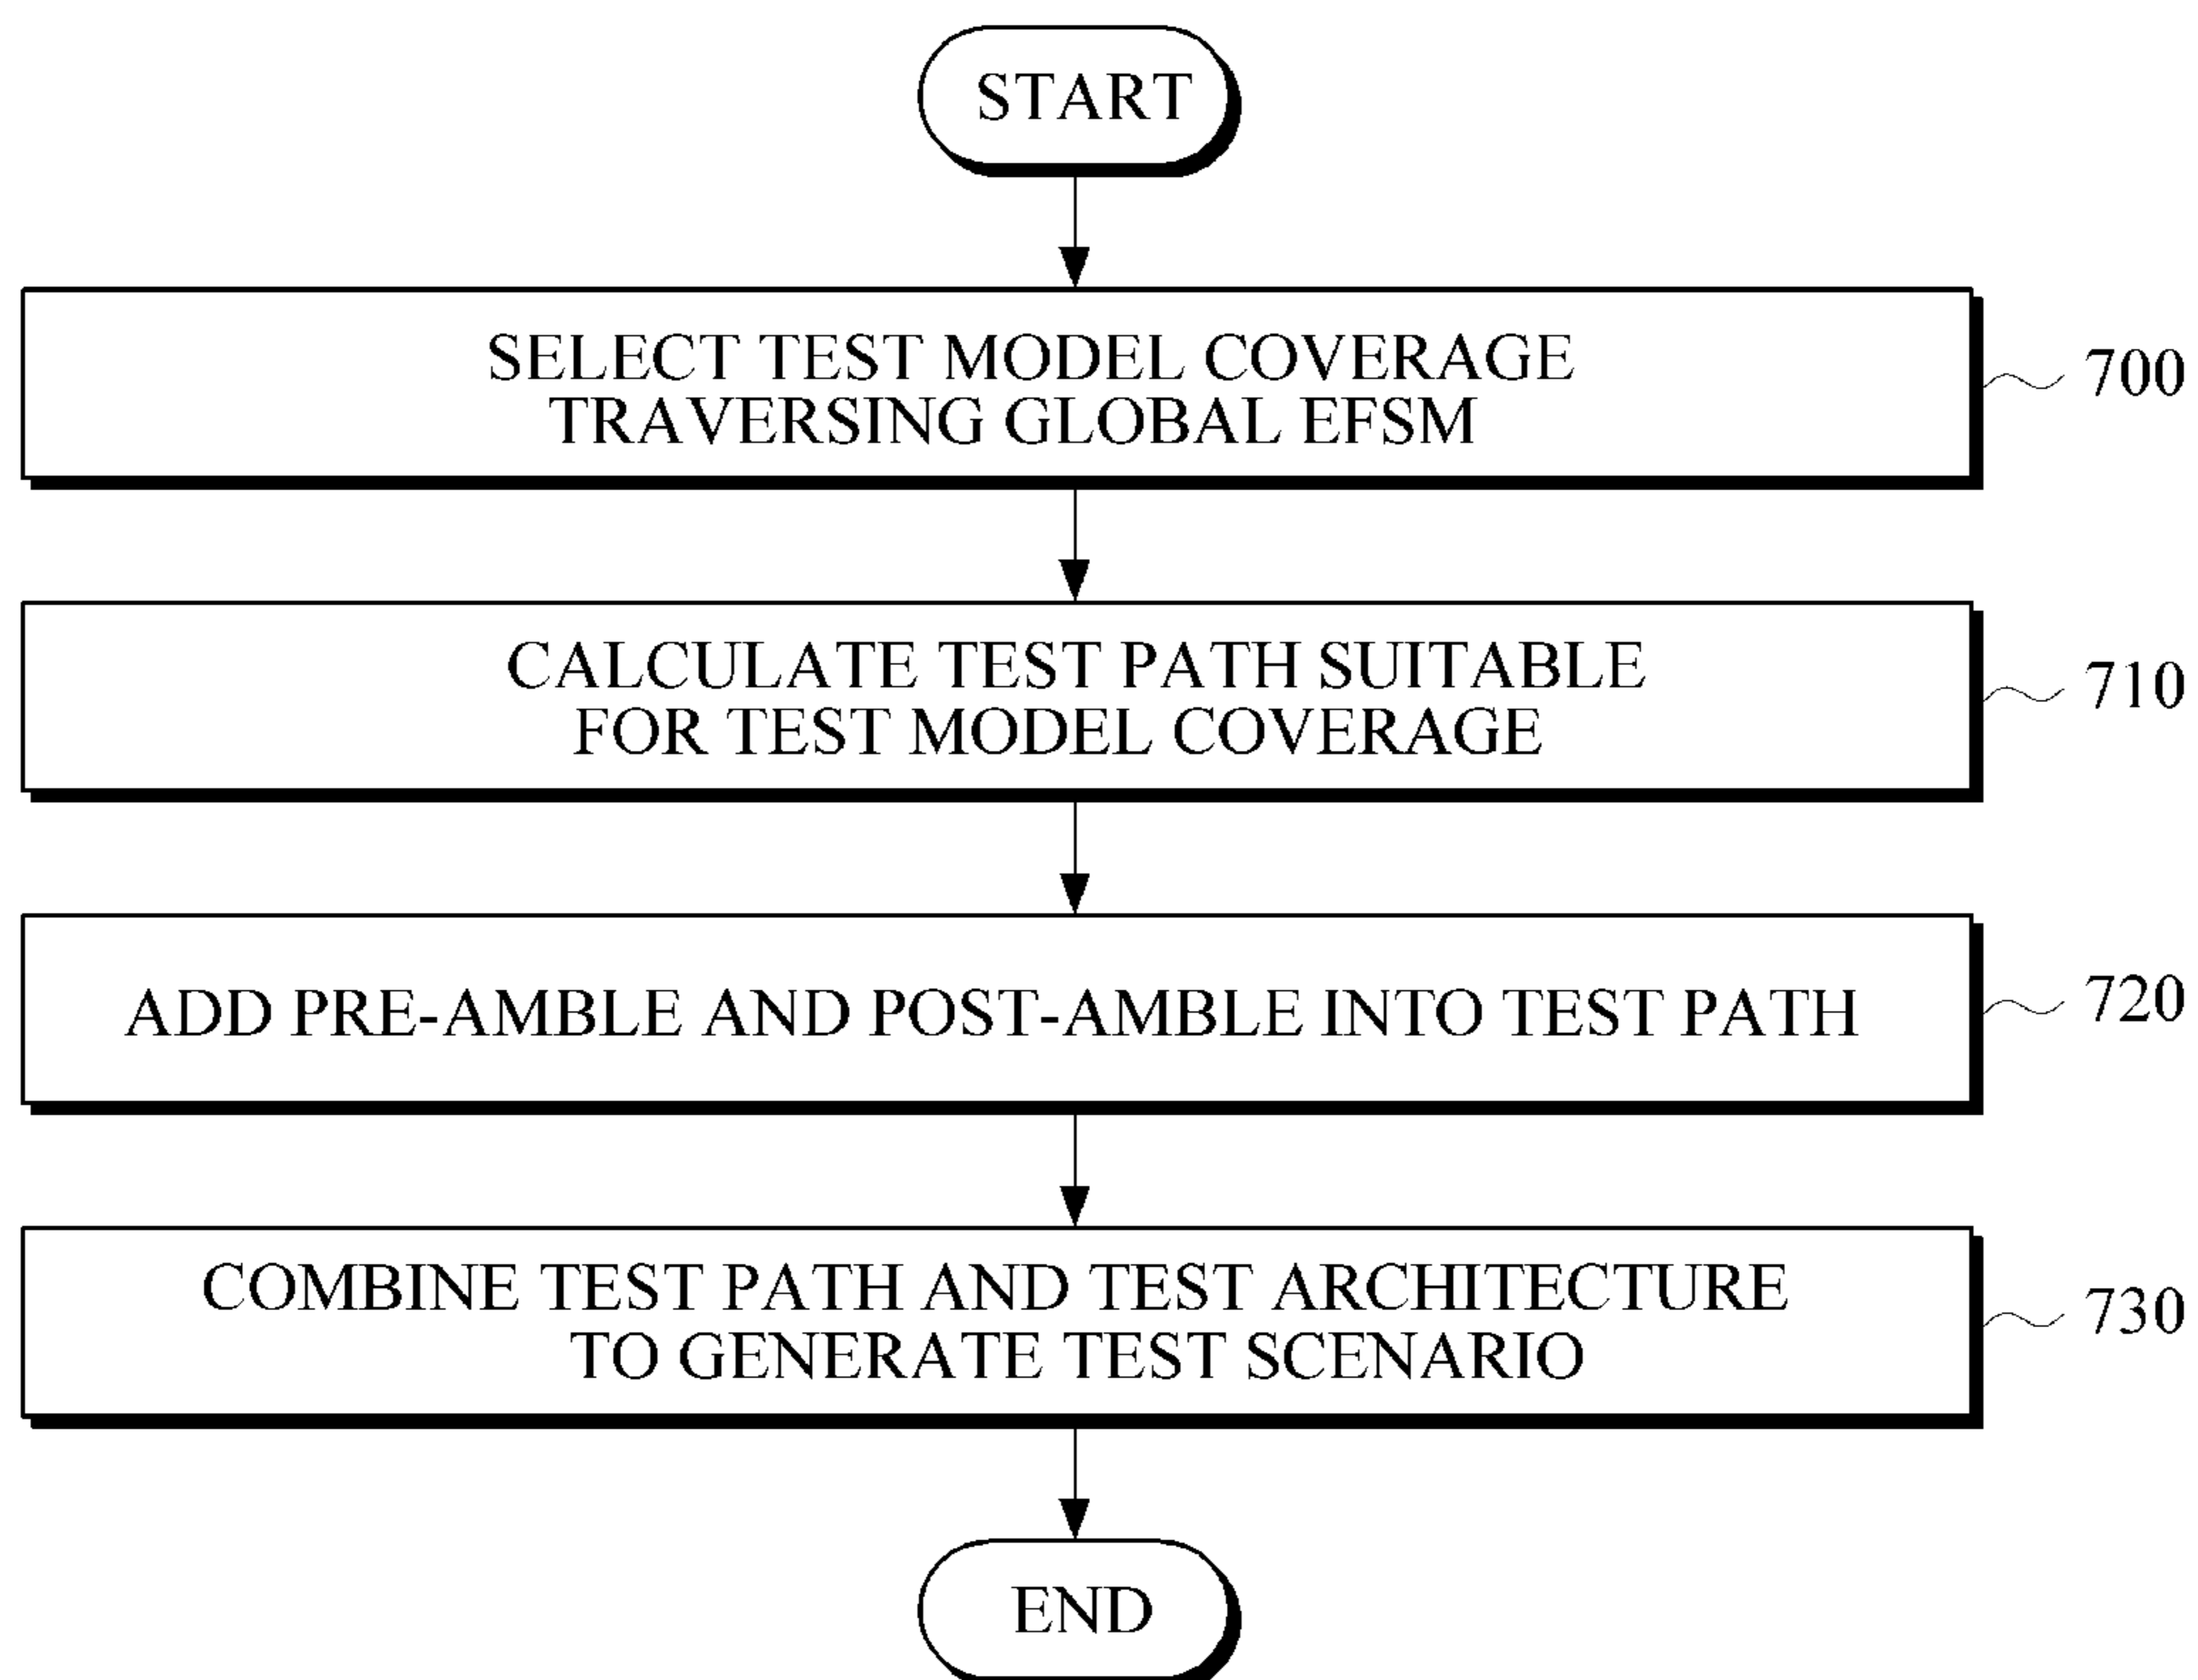 START
SELECT TEST MODEL COVERAGE
TRAVERSING GLOBAL EFSM
700
CALCULATE TEST PATH SUITABLE
FOR TEST MODEL COVERAGE
710
ADD PRE-AMBLE AND POST-AMBLE INTO TEST PATH
720
COMBINE TEST PATH AND TEST ARCHITECTURE
TO GENERATE TEST SCENARIO
730
END